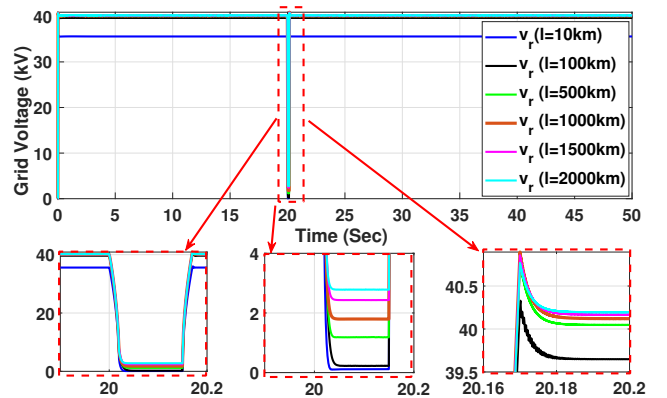 Grid Voltage (kV)
40
30
20
10
0
0 5 10 15 20 25 30 35 40 45 50
Time (Sec)
v_r(l=10km)
v_r (l=100km)
v_r (l=500km)
v_r (l=1000km)
v_r (l=1500km)
v_r (l=2000km)
40
20
0
20 20.2
4
2
0
20 20.2
40.5
40
39.5
20.16 20.18 20.2